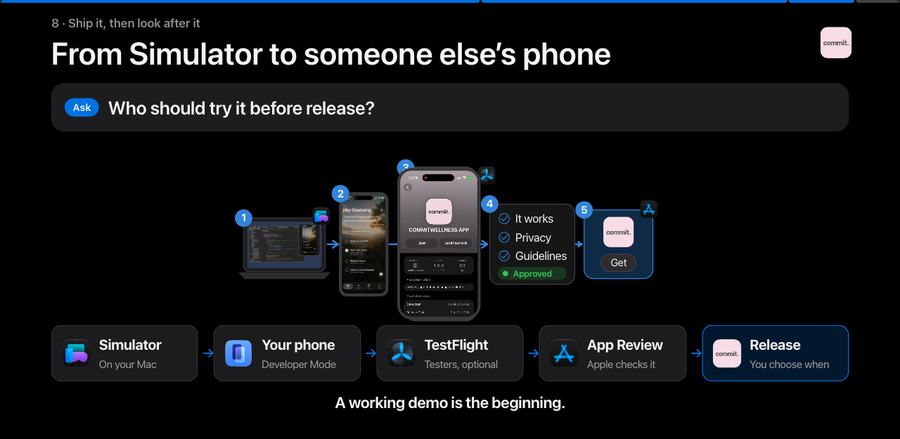 8 · Ship it, then look after it
From Simulator to someone else's phone
commit.
Ask Who should try it before release?
1
2
3
commit.
COMMITWELLNESS APP
4
It works
Privacy
Guidelines
Approved
5
commit.
Get
Simulator
On your Mac
Your phone
Developer Mode
TestFlight
Testers, optional
App Review
Apple checks it
commit.
Release
You choose when
A working demo is the beginning.